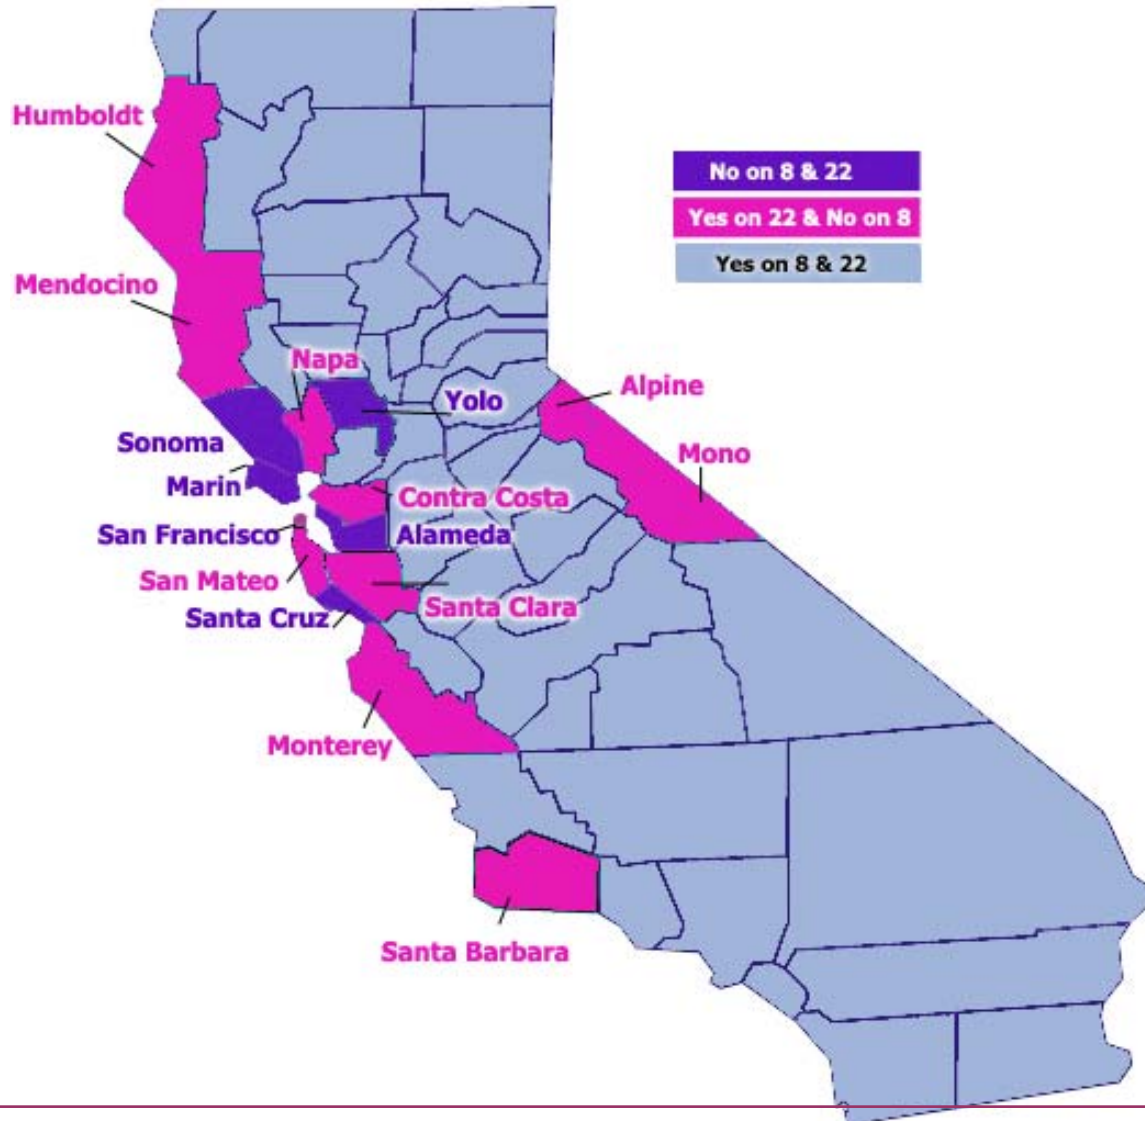 Humboldt
No on 8 & 22
Yes on 22 & No on 8
Yes on 8 & 22
Mendocino
Napa
Alpine
Yolo
Sonoma
Mono
Marin
Contra Costa
San Francisco
Alameda
San Mateo
Santa Clara
Santa Cruz
Monterey
Santa Barbara